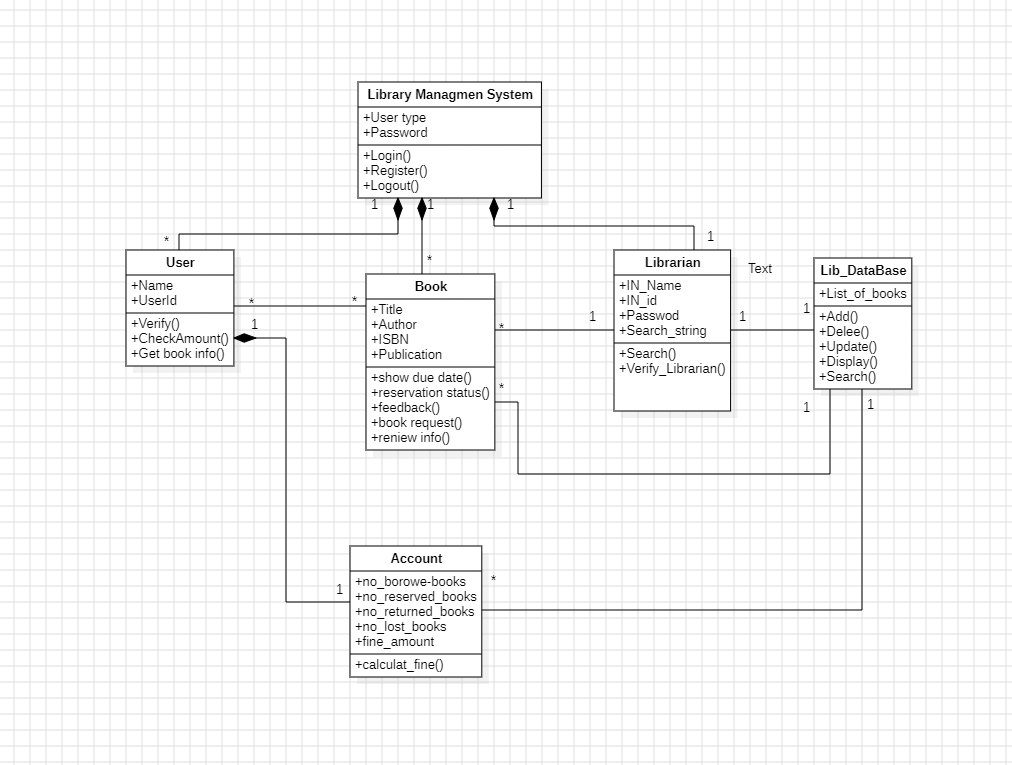 Library Managmen System
+User type
+Password
+Login()
+Register()
+Logout()
1
1
1
*
*
1
User
+Name
+UserId
+Verify()
+CheckAmount()
+Get book info()
*
*
1
Book
+Title
+Author
+ISBN
+Publication
+show due date()
+reservation status()
+feedback()
+book request()
+reniew info()
*
1
*
Librarian
+IN_Name
+IN_id
+Passwod
+Search_string
+Search()
+Verify_Librarian()
Text
1
1
Lib_DataBase
+List_of_books
+Add()
+Delee()
+Update()
+Display()
+Search()
1
1
Account
+no_borowe-books
+no_reserved_books
+no_returned_books
+no_lost_books
+fine_amount
+calculat_fine()
1
*